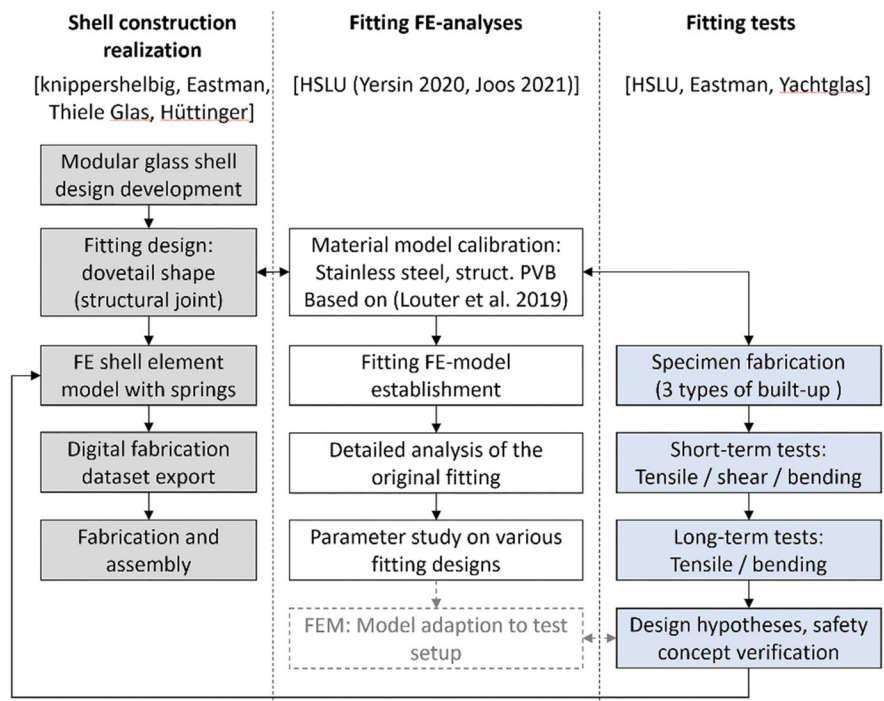 Shell construction
realization
[knippershelbig, Eastman,
Thiele Glas, Hüttinger]
Modular glass shell
design development
Fitting design:
dovetail shape
(structural joint)
FE shell element
model with springs
Digital fabrication
dataset export
Fabrication and
assembly
Fitting FE-analyses
[HSLU (Yersin 2020, Joos 2021)]
Material model calibration:
Stainless steel, struct. PVB
Based on (Louter et al. 2019)
Fitting FE-model
establishment
Detailed analysis of the
original fitting
Parameter study on various
fitting designs
FEM: Model adaption to test
setup
Fitting tests
[HSLU, Eastman, Yachtglas]
Specimen fabrication
(3 types of built-up )
Short-term tests:
Tensile / shear / bending
Long-term tests:
Tensile / bending
Design hypotheses, safety
concept verification